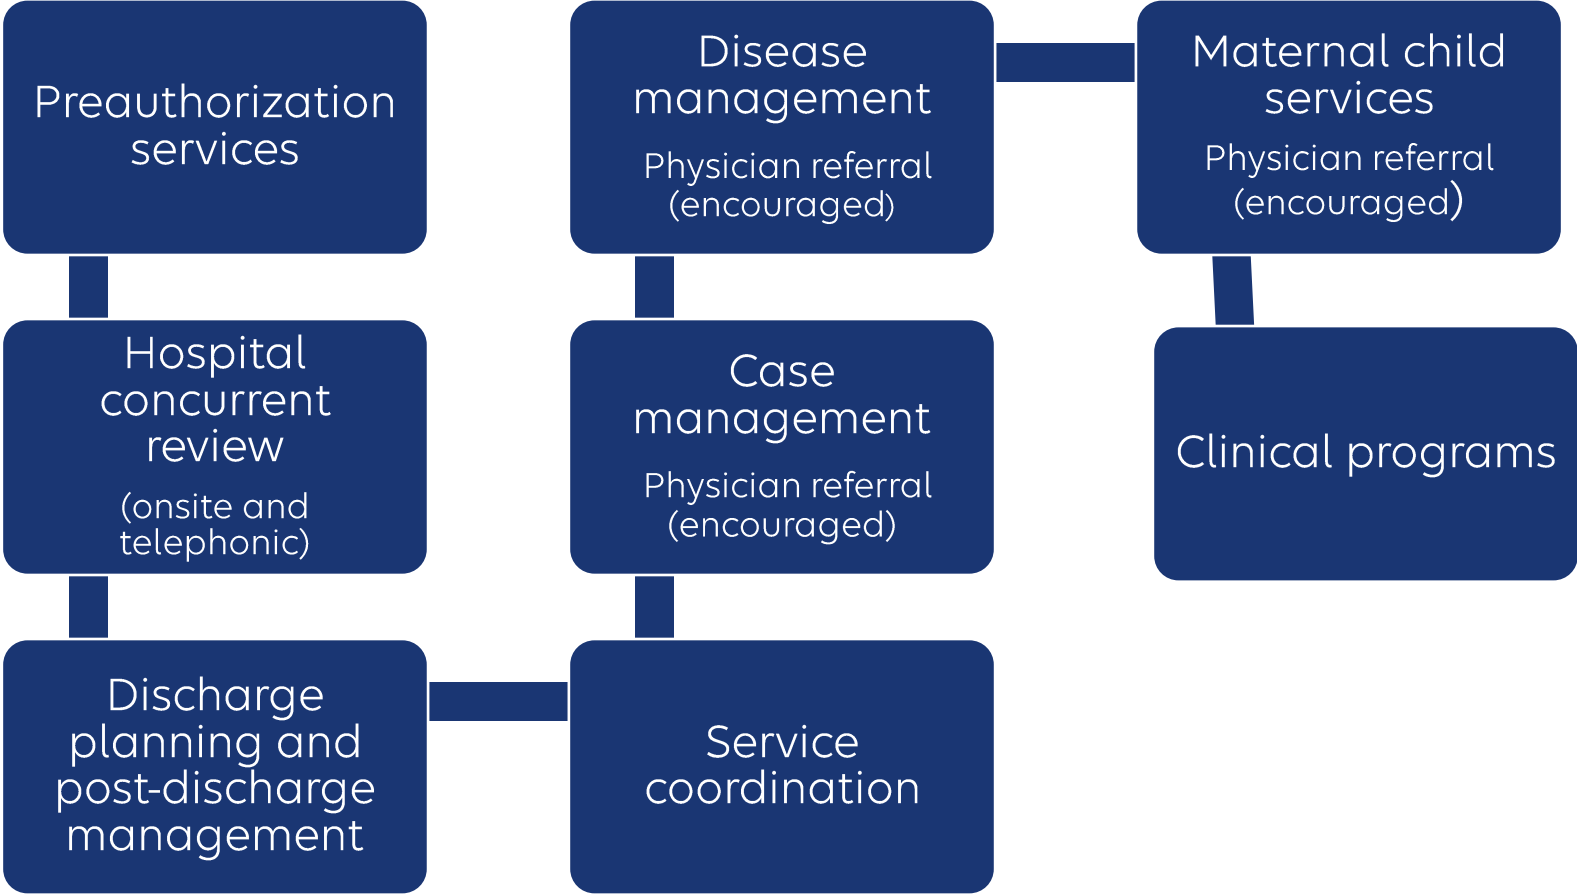 Preauthorization
services
Hospital
concurrent
review
(onsite and
telephonic)
Discharge
planning and
post-discharge
management
Service
coordination
Case
management
Physician referral
(encouraged)
Disease
management
Physician referral
(encouraged)
Maternal child
services
Physician referral
(encouraged)
Clinical programs